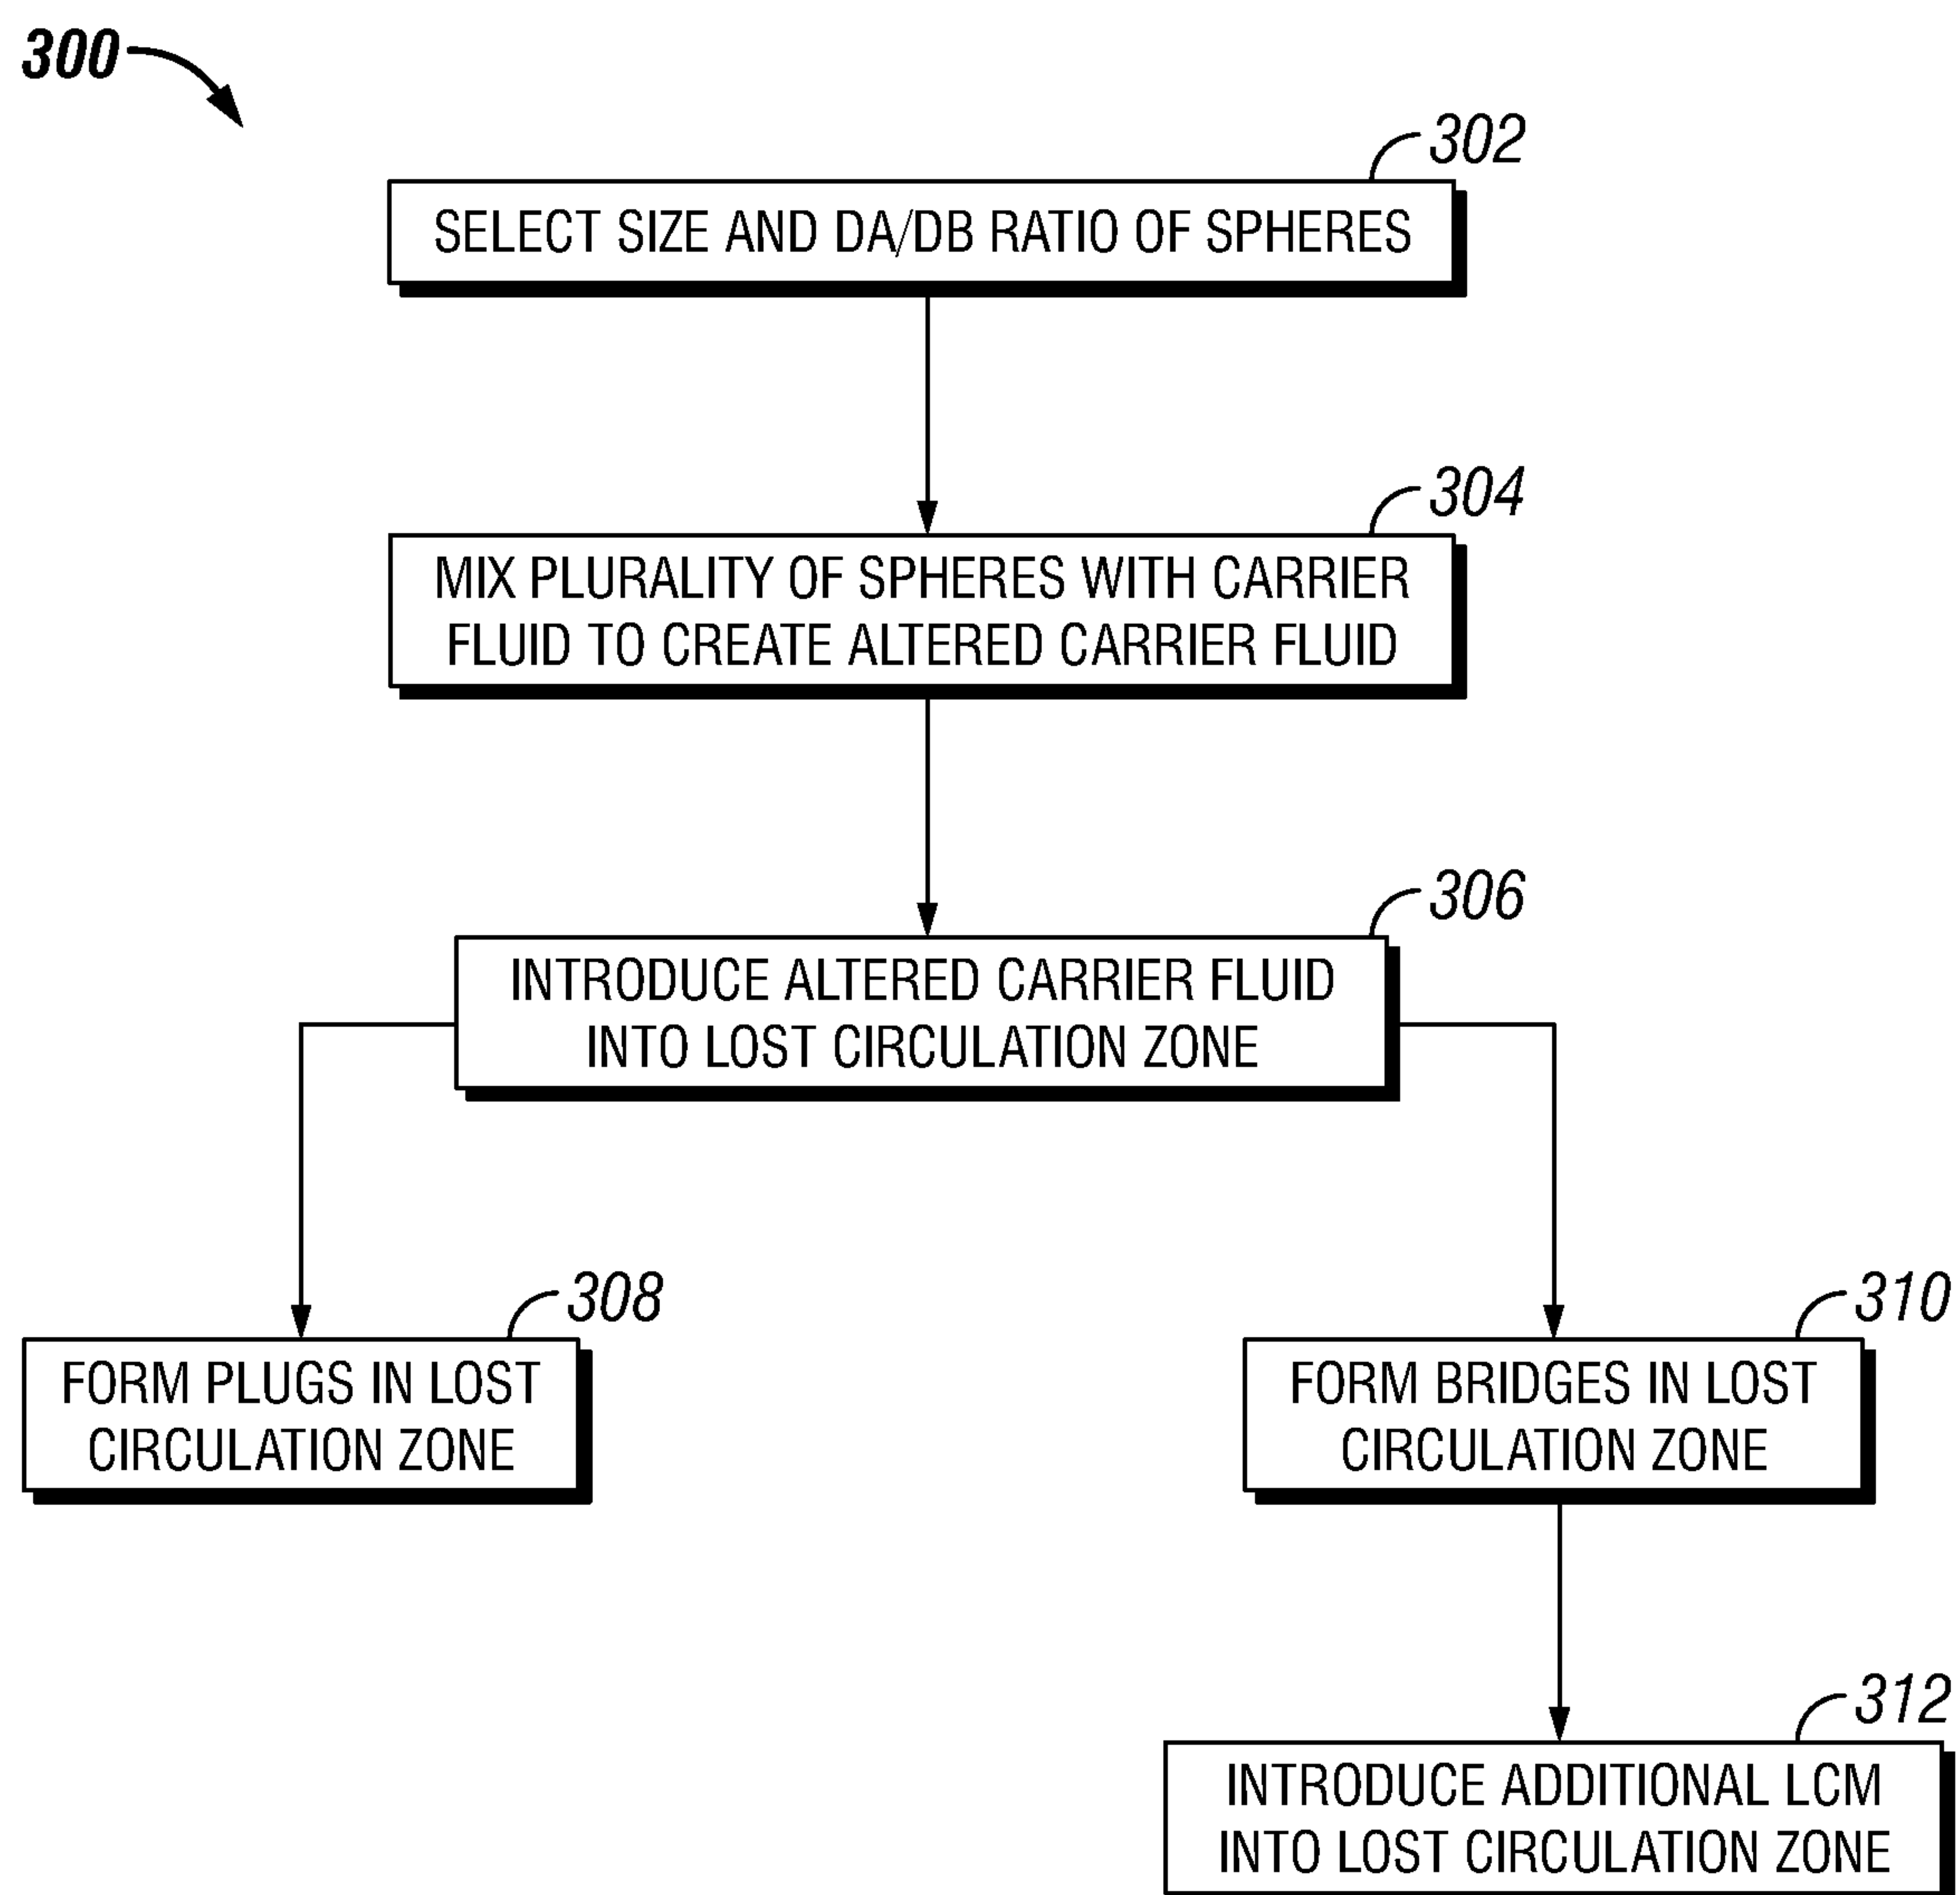 300
302
SELECT SIZE AND DA/DB RATIO OF SPHERES
304
MIX PLURALITY OF SPHERES WITH CARRIER
FLUID TO CREATE ALTERED CARRIER FLUID
306
INTRODUCE ALTERED CARRIER FLUID
INTO LOST CIRCULATION ZONE
308
FORM PLUGS IN LOST
CIRCULATION ZONE
310
FORM BRIDGES IN LOST
CIRCULATION ZONE
312
INTRODUCE ADDITIONAL LCM
INTO LOST CIRCULATION ZONE